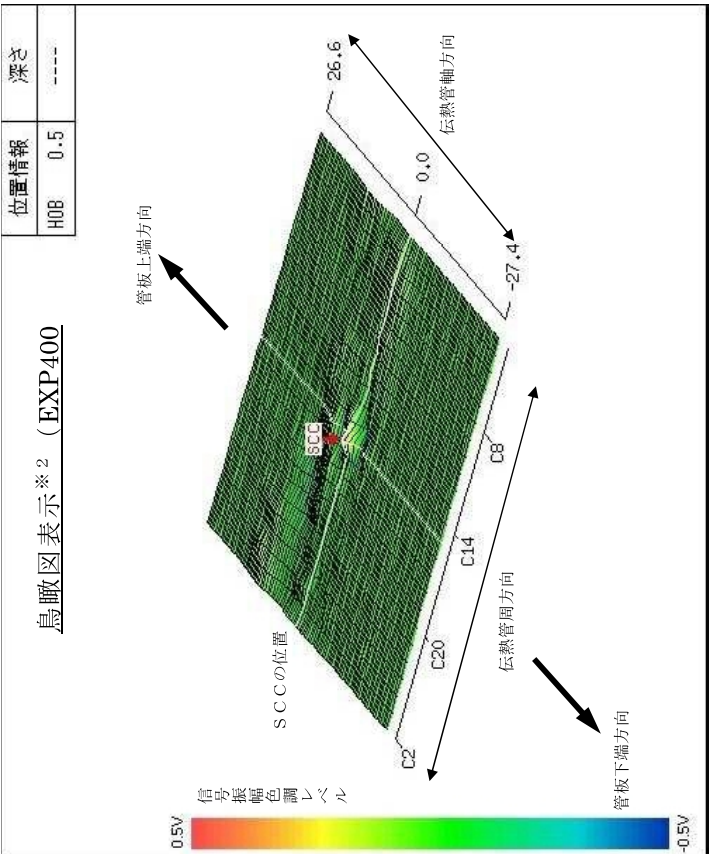 位置情報 深さ
HOB 0.5 ----
鳥瞰図表示※2 (EXP400
管板上端方向
26.6
伝熱管軸方向
0.0
-27.4
SCC
SCCの位置
C8
C14
C20
C2
伝熱管周方向
管板下端方向
信号振幅色調レベル
0.5V
-0.5V